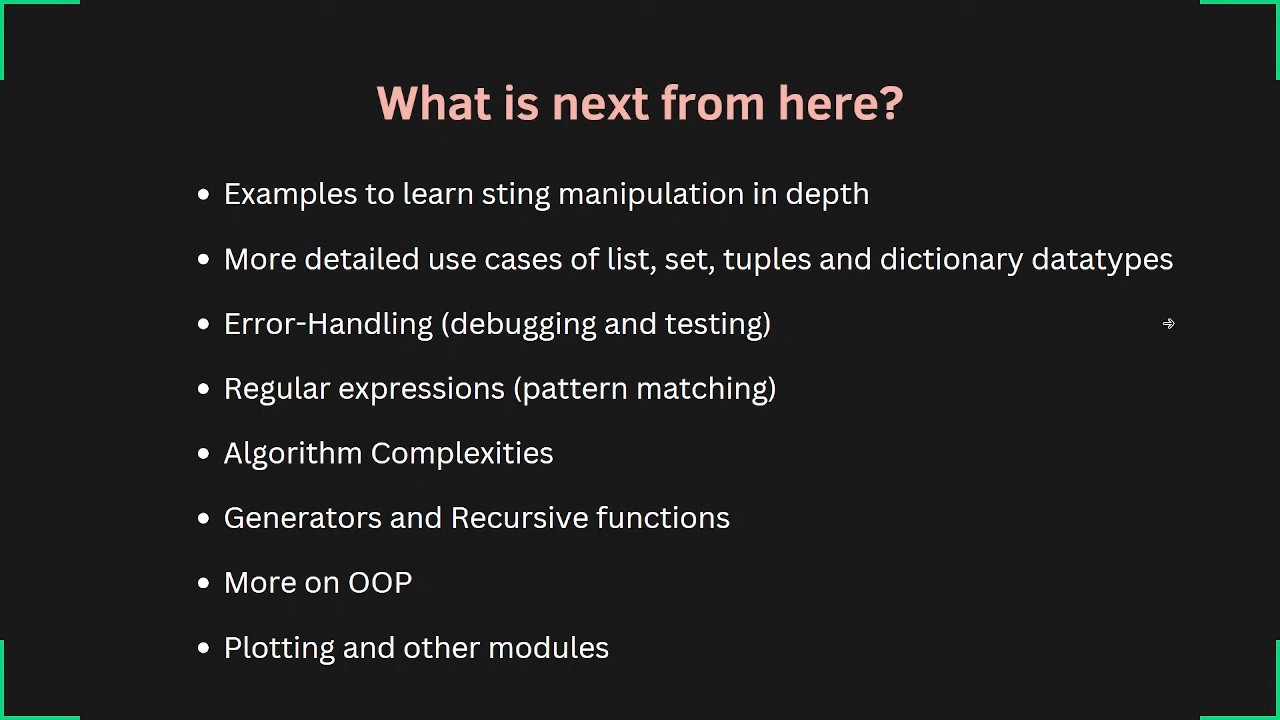 What is next from here?
• Examples to learn sting manipulation in depth
• More detailed use cases of list, set, tuples and dictionary datatypes
• Error-Handling (debugging and testing)
• Regular expressions (pattern matching)
• Algorithm Complexities
• Generators and Recursive functions
• More on OOP
• Plotting and other modules